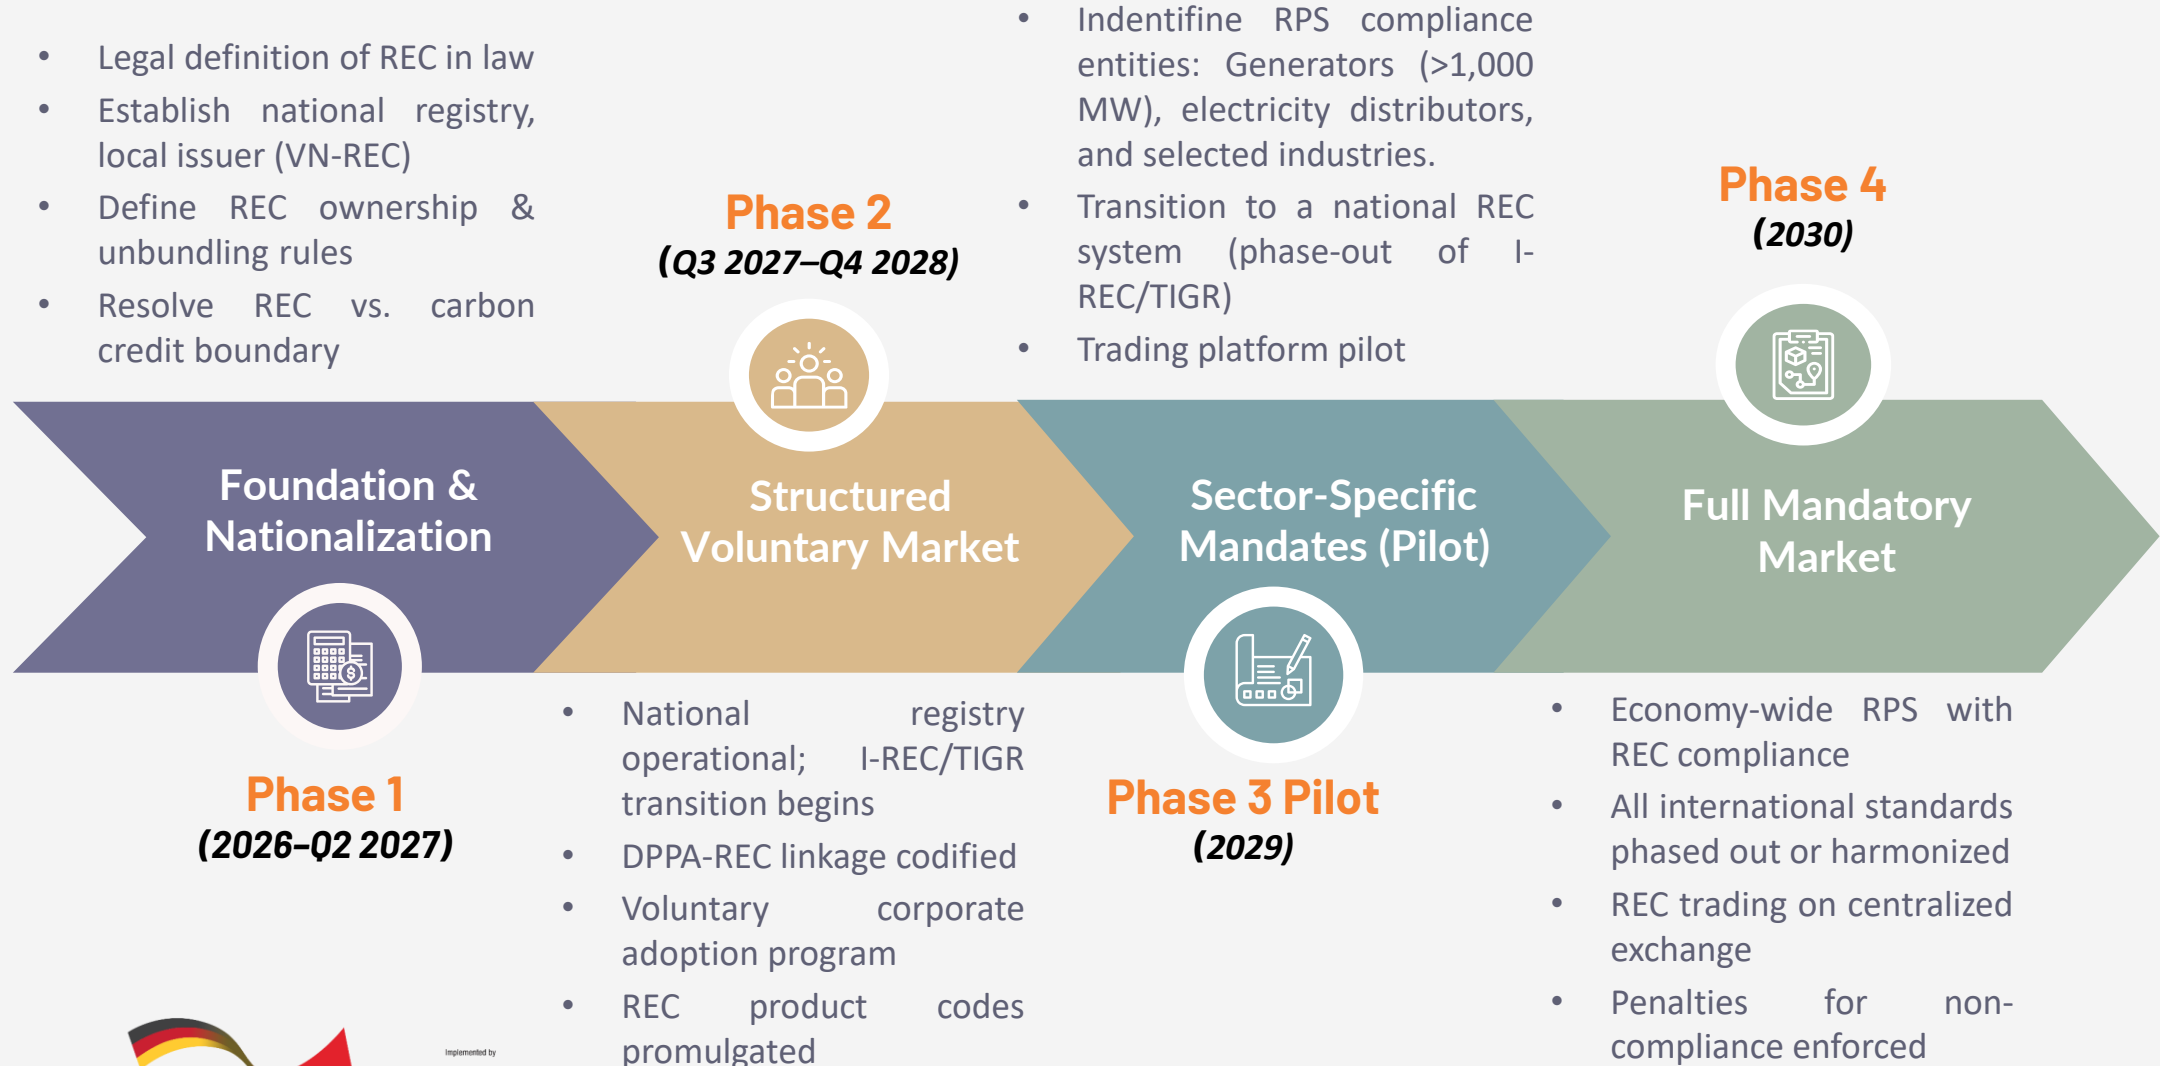 • Legal definition of REC in law
• Establish national registry,
local issuer (VN-REC)
• Define REC ownership &
unbundling rules
• Resolve REC vs. carbon
credit boundary
Foundation &
Nationalization
Phase 1
(2026–Q2 2027)
Phase 2
(Q3 2027–Q4 2028)
Structured
Voluntary Market
• National registry
operational; I-REC/TIGR
transition begins
• DPPA-REC linkage codified
• Voluntary corporate
adoption program
• REC product codes
promulgated
• Indentifine RPS compliance
entities: Generators (>1,000
MW), electricity distributors,
and selected industries.
• Transition to a national REC
system (phase-out of I-
REC/TIGR)
• Trading platform pilot
Sector-Specific
Mandates (Pilot)
Phase 3 Pilot
(2029)
Phase 4
(2030)
Full Mandatory
Market
• Economy-wide RPS with
REC compliance
• All international standards
phased out or harmonized
• REC trading on centralized
exchange
• Penalties for non-
compliance enforced
Implemented by